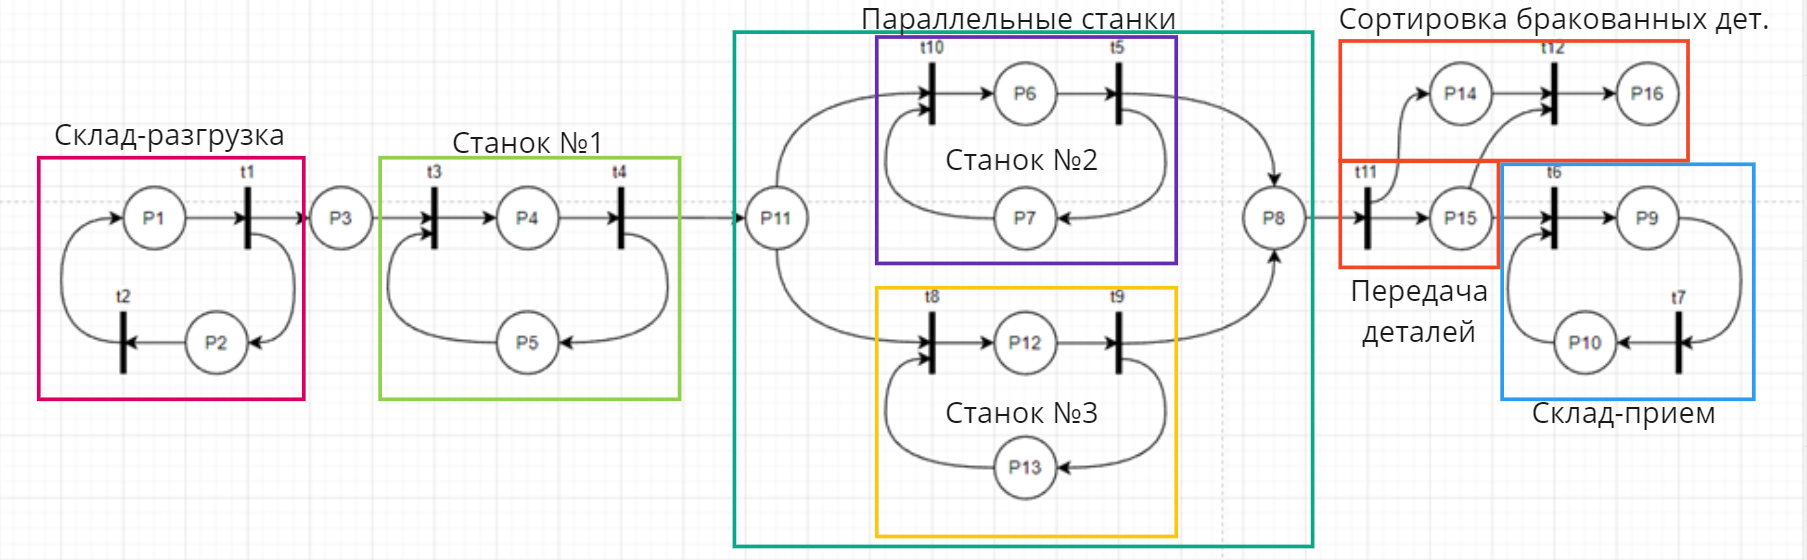 Параллельные станки
Сортировка бракованных дет.
t10
t5
t12
P6
P14
P16
Склад-разгрузка
Станок №1
Станок №2
t1
t3
t4
t11
t6
P1
P3
P4
P11
P7
P8
P15
P9
t2
t8
t9
Передача
деталей
t7
P2
P5
P12
P10
Станок №3
Склад-прием
P13